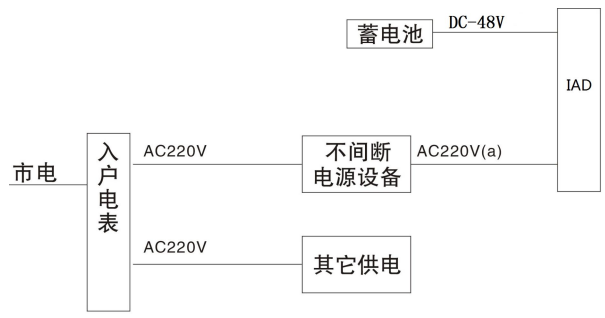 蓄电池
DC-48V
IAD
市电
入户电表
AC220V
不间断
电源设备
AC220V(a)
AC220V
其它供电